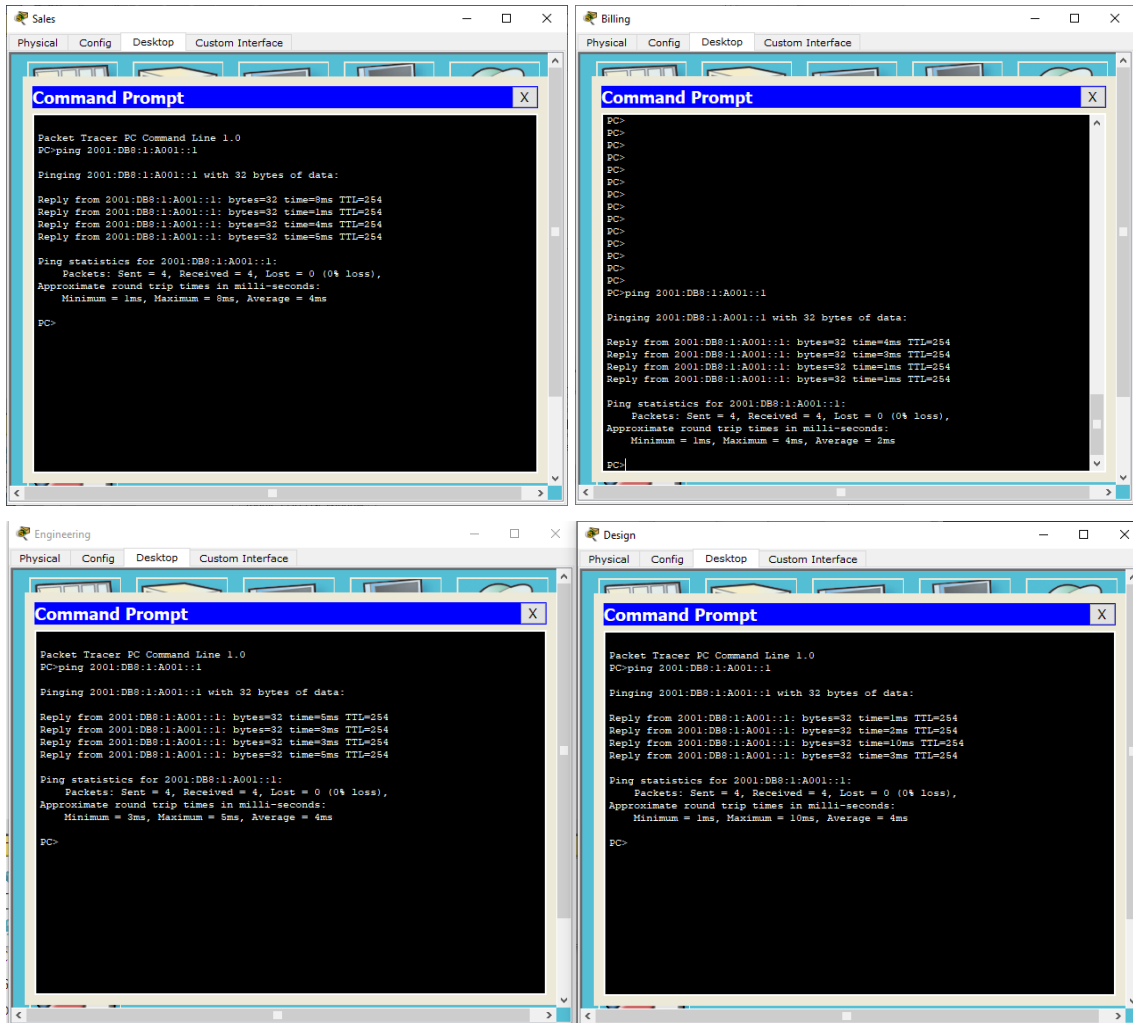 Sales
Physical Config Desktop Custom Interface
Command Prompt
X
Packet Tracer PC Command Line 1.0
PC>ping 2001:DB8:1:A001::1
Pinging 2001:DB8:1:A001::1 with 32 bytes of data:
Reply from 2001:DB8:1:A001::1: bytes=32 time=8ms TTL=254
Reply from 2001:DB8:1:A001::1: bytes=32 time=1ms TTL=254
Reply from 2001:DB8:1:A001::1: bytes=32 time=4ms TTL=254
Reply from 2001:DB8:1:A001::1: bytes=32 time=5ms TTL=254
Ping statistics for 2001:DB8:1:A001::1:
Packets: Sent = 4, Received = 4, Lost = 0 (0% loss),
Approximate round trip times in milli-seconds:
Minimum = 1ms, Maximum = 8ms, Average = 4ms
PC>
Billing
Physical Config Desktop Custom Interface
Command Prompt
X
PC>
PC>
PC>
PC>
PC>
PC>
PC>
PC>
PC>
PC>
PC>
PC>
PC>
PC>
PC>ping 2001:DB8:1:A001::1
Pinging 2001:DB8:1:A001::1 with 32 bytes of data:
Reply from 2001:DB8:1:A001::1: bytes=32 time=4ms TTL=254
Reply from 2001:DB8:1:A001::1: bytes=32 time=3ms TTL=254
Reply from 2001:DB8:1:A001::1: bytes=32 time=1ms TTL=254
Reply from 2001:DB8:1:A001::1: bytes=32 time=1ms TTL=254
Ping statistics for 2001:DB8:1:A001::1:
Packets: Sent = 4, Received = 4, Lost = 0 (0% loss),
Approximate round trip times in milli-seconds:
Minimum = 1ms, Maximum = 4ms, Average = 2ms
PC>
Engineering
Physical Config Desktop Custom Interface
Command Prompt
X
Packet Tracer PC Command Line 1.0
PC>ping 2001:DB8:1:A001::1
Pinging 2001:DB8:1:A001::1 with 32 bytes of data:
Reply from 2001:DB8:1:A001::1: bytes=32 time=5ms TTL=254
Reply from 2001:DB8:1:A001::1: bytes=32 time=3ms TTL=254
Reply from 2001:DB8:1:A001::1: bytes=32 time=3ms TTL=254
Reply from 2001:DB8:1:A001::1: bytes=32 time=5ms TTL=254
Ping statistics for 2001:DB8:1:A001::1:
Packets: Sent = 4, Received = 4, Lost = 0 (0% loss),
Approximate round trip times in milli-seconds:
Minimum = 3ms, Maximum = 5ms, Average = 4ms
PC>
Design
Physical Config Desktop Custom Interface
Command Prompt
X
Packet Tracer PC Command Line 1.0
PC>ping 2001:DB8:1:A001::1
Pinging 2001:DB8:1:A001::1 with 32 bytes of data:
Reply from 2001:DB8:1:A001::1: bytes=32 time=1ms TTL=254
Reply from 2001:DB8:1:A001::1: bytes=32 time=2ms TTL=254
Reply from 2001:DB8:1:A001::1: bytes=32 time=10ms TTL=254
Reply from 2001:DB8:1:A001::1: bytes=32 time=3ms TTL=254
Ping statistics for 2001:DB8:1:A001::1:
Packets: Sent = 4, Received = 4, Lost = 0 (0% loss),
Approximate round trip times in milli-seconds:
Minimum = 1ms, Maximum = 10ms, Average = 4ms
PC>